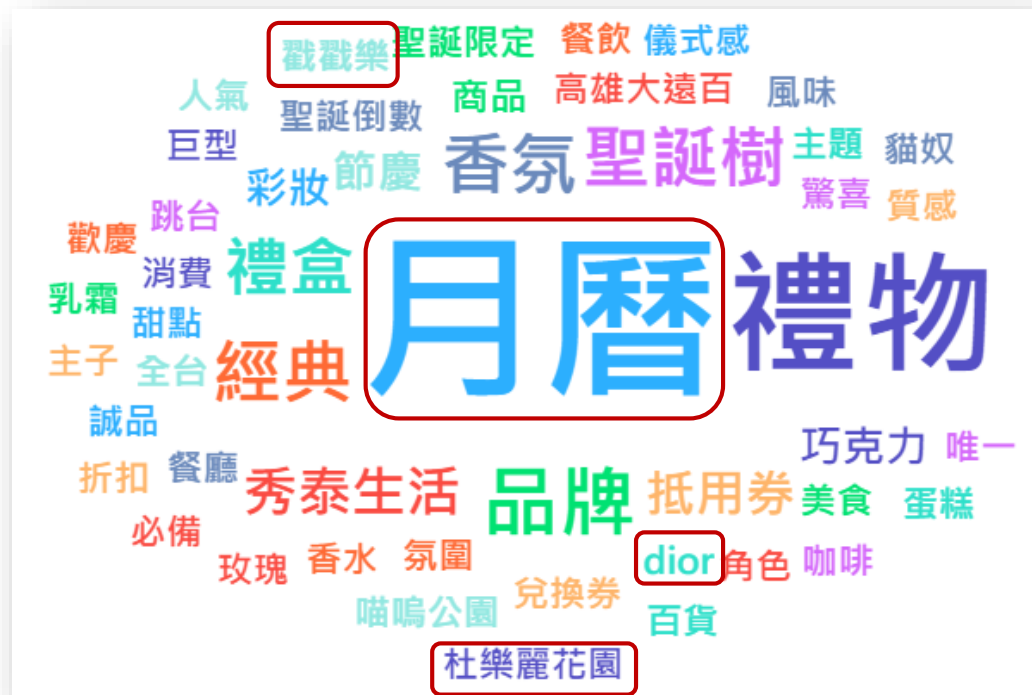 戳戳樂
聖誕限定
餐飲
儀式感
人氣
聖誕倒數
商品
高雄大遠百
風味
巨型
彩妝
節慶
香氛
聖誕樹
主題
貓奴
驚喜
質感
跳台
歡慶
消費
禮盒
月曆
禮物
乳霜
甜點
主子
全台
經典
誠品
巧克力
唯一
折扣
餐廳
秀泰生活
品牌
抵用券
美食
蛋糕
必備
玫瑰
香水
氛圍
dior
角色
咖啡
喵嗚公園
兌換券
百貨
杜樂麗花園